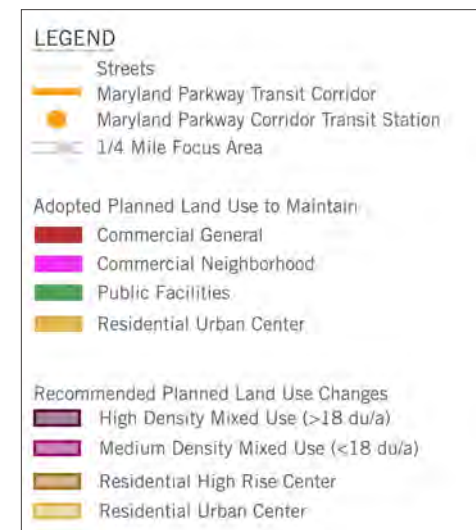 LEGEND
Streets
Maryland Parkway Transit Corridor
Maryland Parkway Corridor Transit Station
1/4 Mile Focus Area
Adopted Planned Land Use to Maintain
Commercial General
Commercial Neighborhood
Public Facilities
Residential Urban Center
Recommended Planned Land Use Changes
High Density Mixed Use (>18 du/a)
Medium Density Mixed Use (<18 du/a)
Residential High Rise Center
Residential Urban Center